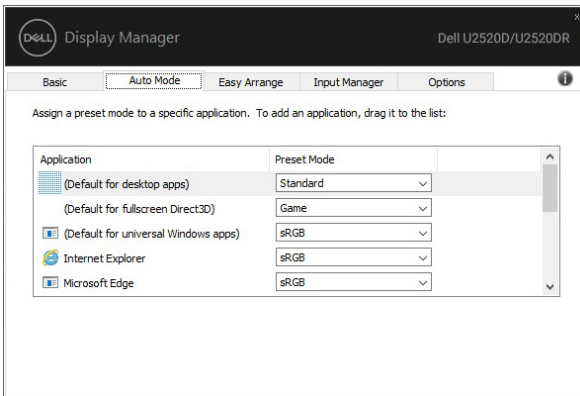 DELL Display Manager Dell U2520D/U2520DR x
Basic Auto Mode Easy Arrange Input Manager Options i
Assign a preset mode to a specific application. To add an application, drag it to the list:
Application Preset Mode
(Default for desktop apps) Standard
(Default for fullscreen Direct3D) Game
(Default for universal Windows apps) sRGB
Internet Explorer sRGB
Microsoft Edge sRGB